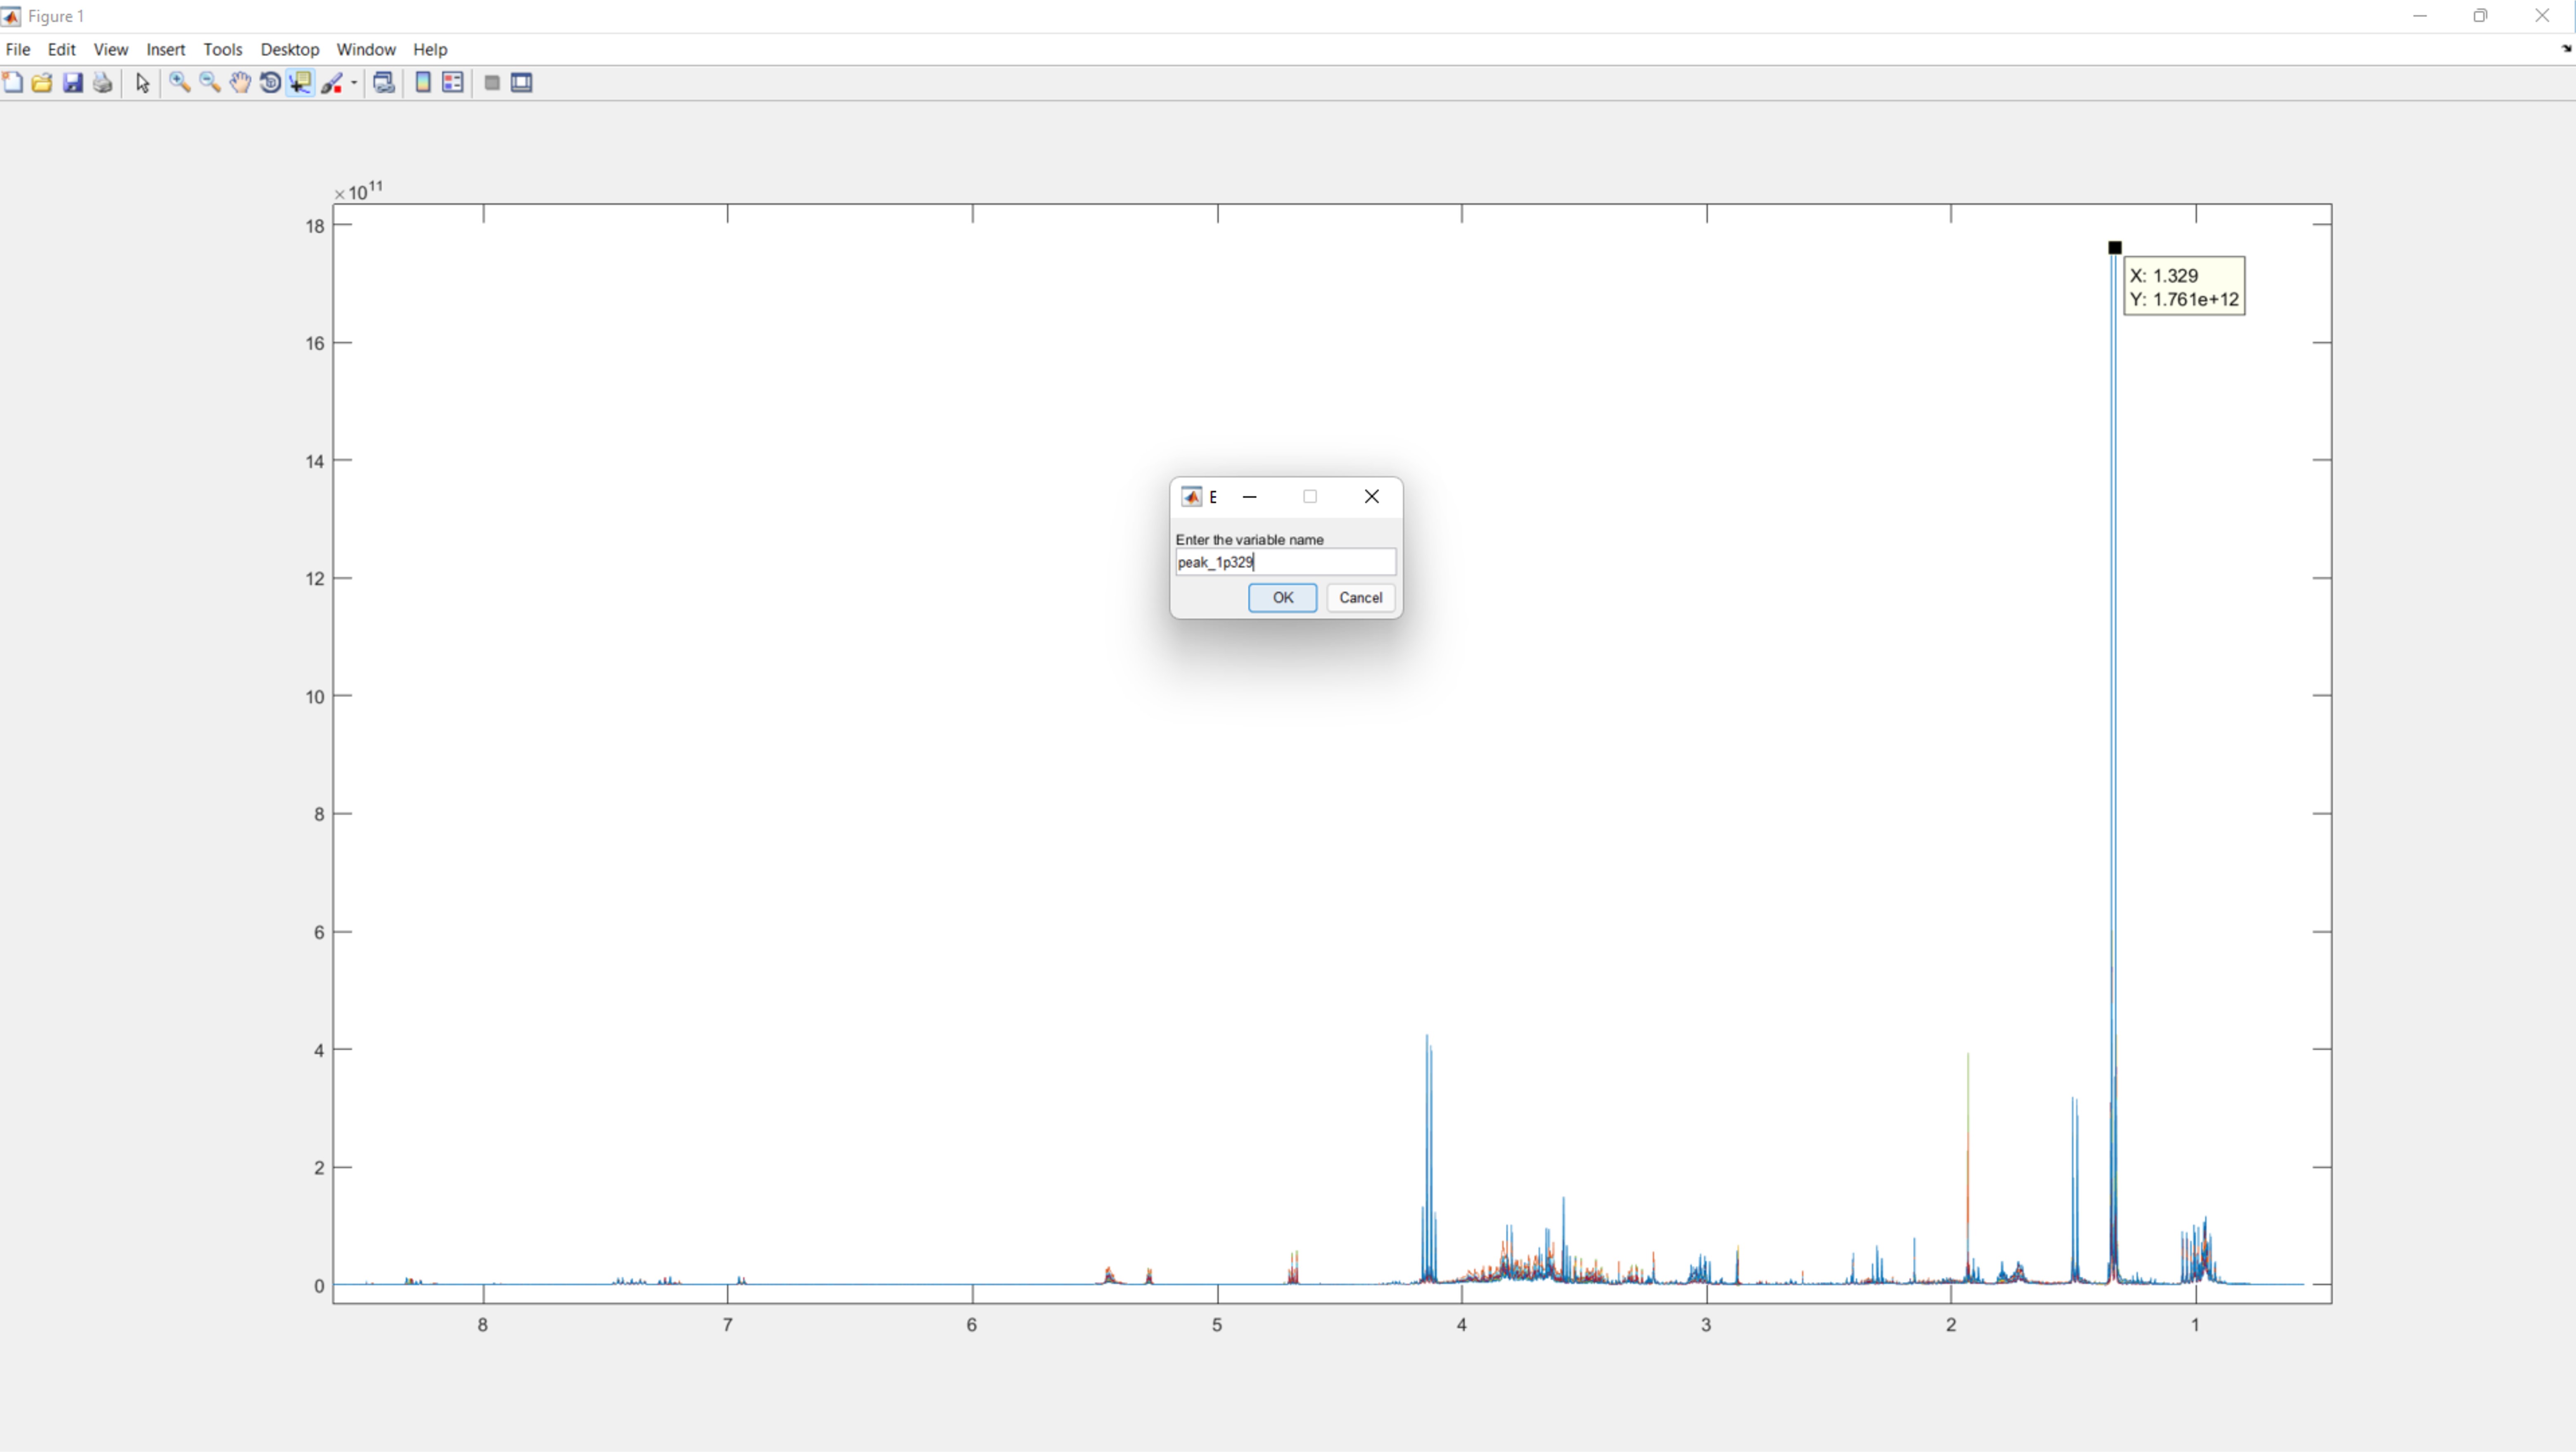 Figure 1
File Edit View Insert Tools Desktop Window Help
×10^11
18
X: 1.329
Y: 1.761e+12
16
14
E
Enter the variable name
peak_1p329
OK Cancel
12
10
8
6
4
2
0
8 7 6 5 4 3 2 1